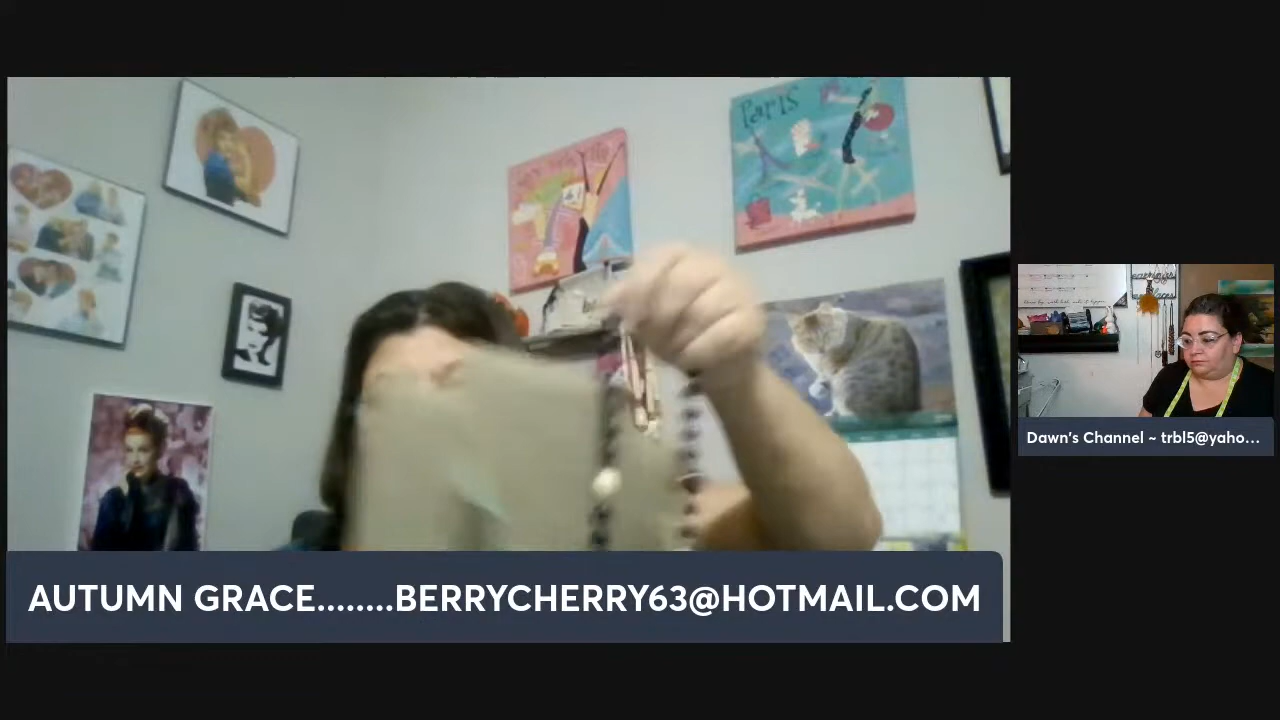 Paris
AUTUMN GRACE........BERRYCHERRY63@HOTMAIL.COM
Dawn's Channel ~ trbl5@yaho...